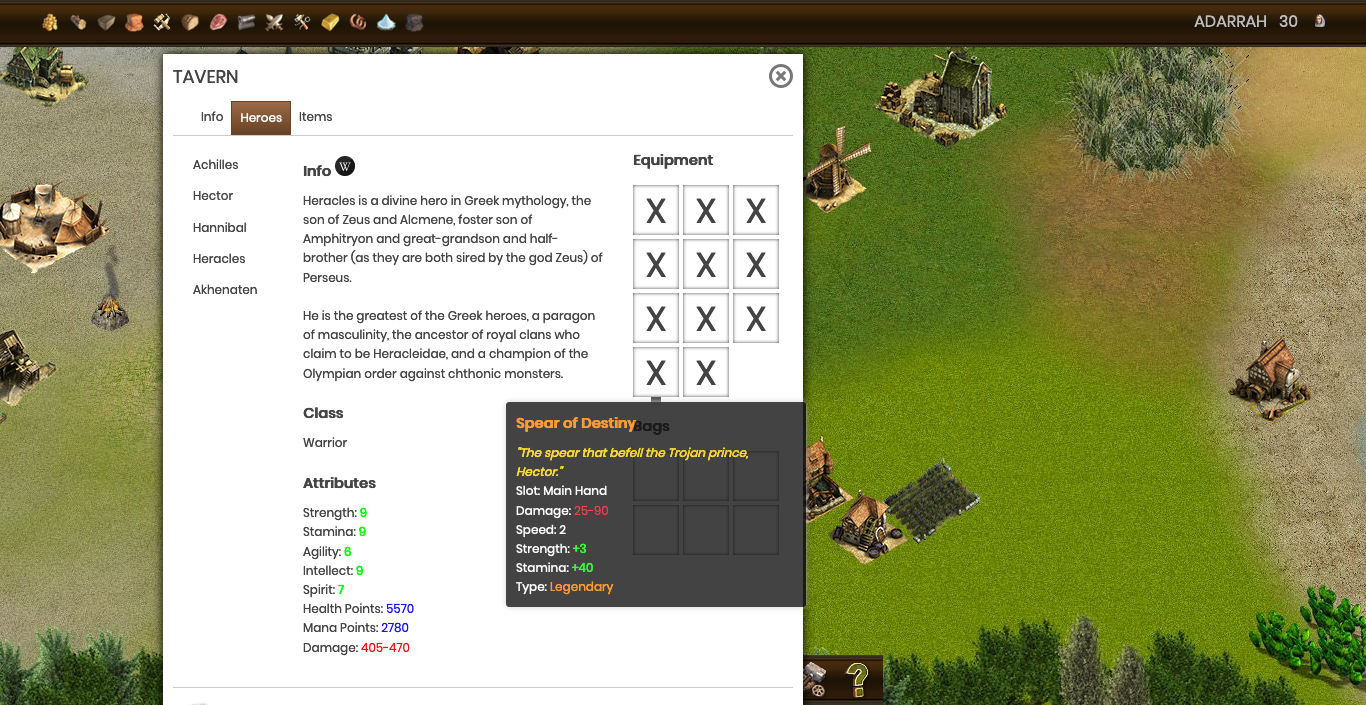 ADARRAH 30
TAVERN
Info Heroes Items
Achilles
Hector
Hannibal
Heracles
Akhenaten
Info W
Heracles is a divine hero in Greek mythology, the
son of Zeus and Alcmene, foster son of
Amphitryon and great-grandson and half-
brother (as they are both sired by the god Zeus) of
Perseus.
He is the greatest of the Greek heroes, a paragon
of masculinity, the ancestor of royal clans who
claim to be Heracleidae, and a champion of the
Olympian order against chthonic monsters.
Class
Warrior
Attributes
Strength: 9
Stamina: 9
Agility: 6
Intellect: 9
Spirit: 7
Health Points: 5570
Mana Points: 2780
Damage: 405-470
Equipment
X X X
X X X
X X X
X X
Bags
Spear of Destiny
"The spear that befell the Trojan prince,
Hector."
Slot: Main Hand
Damage: 25-90
Speed: 2
Strength: +3
Stamina: +40
Type: Legendary
?